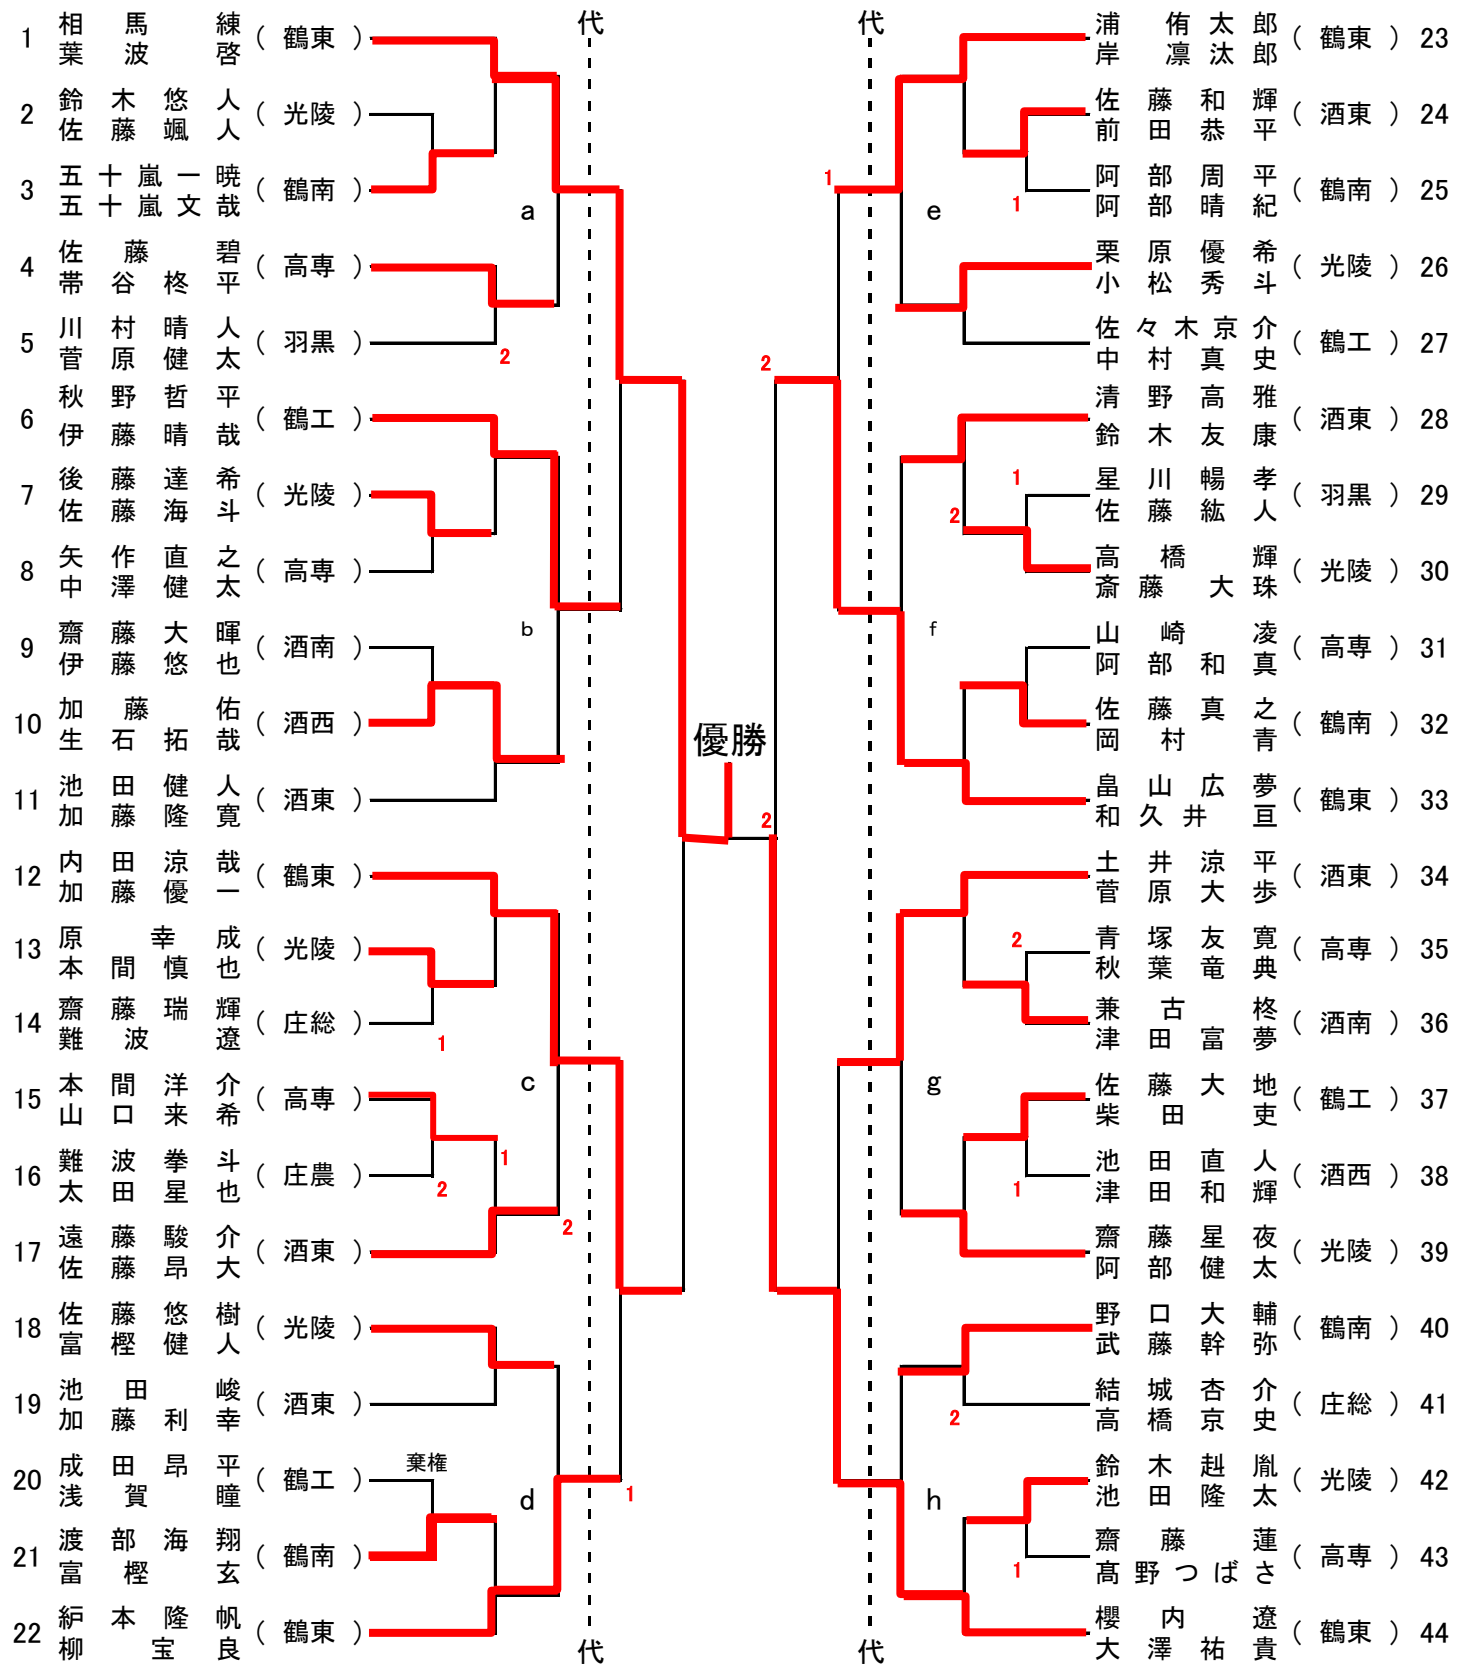 代 代
1 相馬練 葉波啓 （ 鶴東 ）
2 鈴木悠人 佐藤颯人 （ 光陵 ）
3 五十嵐一暁 五十嵐文哉 （ 鶴南 ）
a
4 佐藤碧 帯谷柊平 （ 高専 ）
5 川村晴人 菅原健太 （ 羽黒 ）
2
6 秋野哲平 伊藤晴哉 （ 鶴工 ）
7 後藤達希 佐藤海斗 （ 光陵 ）
8 矢作直之 中澤健太 （ 高専 ）
b
9 齋藤大暉 伊藤悠也 （ 酒南 ）
10 加藤佑 生石拓哉 （ 酒西 ）
11 池田健人 加藤隆寛 （ 酒東 ）
12 内田涼哉 加藤優一 （ 鶴東 ）
13 原幸成 本間慎也 （ 光陵 ）
14 齋藤瑞輝 難波遼 （ 庄総 ）
1
c
15 本間洋介 山口来希 （ 高専 ）
1
16 難波拳斗 太田星也 （ 庄農 ）
2
17 遠藤駿介 佐藤昂大 （ 酒東 ）
2
18 佐藤悠樹 富樫健人 （ 光陵 ）
19 池田峻 加藤利幸 （ 酒東 ）
20 成田昂平 浅賀瞳 （ 鶴工 ）
棄権
d
1
21 渡部海翔 富樫玄 （ 鶴南 ）
22 綛本隆帆 柳宝良 （ 鶴東 ）
優勝
2
2
浦侑太郎 岸凛汰郎 （ 鶴東 ） 23
佐藤和輝 前田恭平 （ 酒東 ） 24
阿部周平 阿部晴紀 （ 鶴南 ） 25
1
1
e
栗原優希 小松秀斗 （ 光陵 ） 26
佐々木京介 中村真史 （ 鶴工 ） 27
清野高雅 鈴木友康 （ 酒東 ） 28
星川暢孝 佐藤紘人 （ 羽黒 ） 29
1
2
高橋輝 斎藤大珠 （ 光陵 ） 30
f
山崎凌 阿部和真 （ 高専 ） 31
佐藤真之 岡村青 （ 鶴南 ） 32
畠山広夢 和久井亘 （ 鶴東 ） 33
土井涼平 菅原大歩 （ 酒東 ） 34
青塚友寛 秋葉竜典 （ 高専 ） 35
2
兼古柊 津田富夢 （ 酒南 ） 36
g
佐藤大地 柴田吏 （ 鶴工 ） 37
池田直人 津田和輝 （ 酒西 ） 38
1
齋藤星夜 阿部健太 （ 光陵 ） 39
野口大輔 武藤幹弥 （ 鶴南 ） 40
結城杏介 高橋京史 （ 庄総 ） 41
2
鈴木赳胤 池田隆太 （ 光陵 ） 42
h
齋藤蓮 髙野つばさ （ 高専 ） 43
1
櫻内遼 大澤祐貴 （ 鶴東 ） 44
代 代